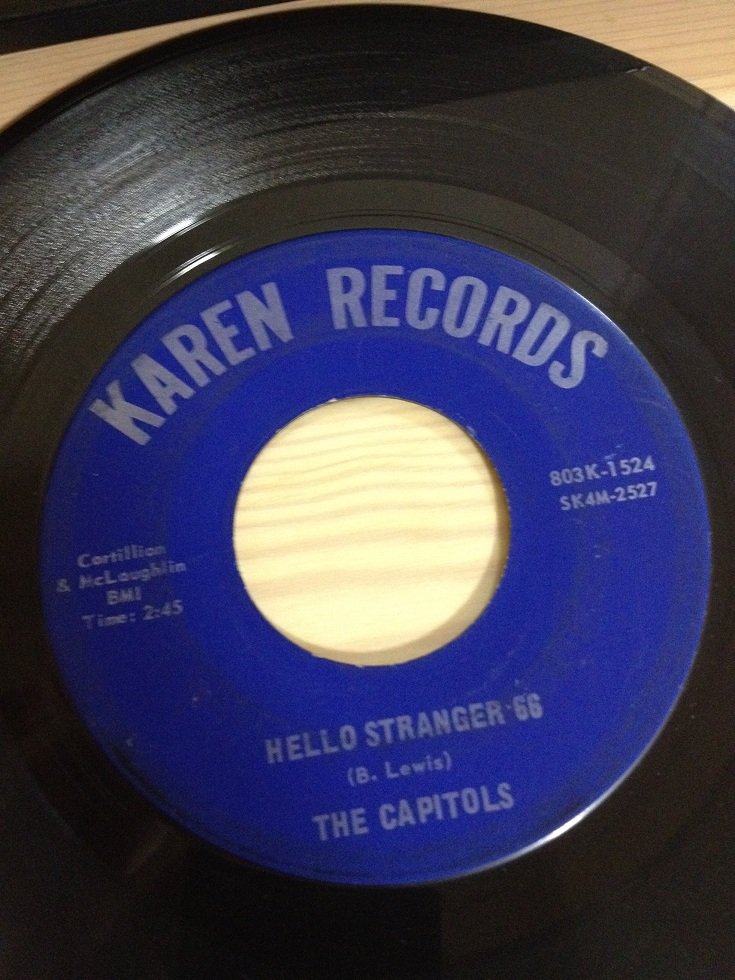 KAREN RECORDS
803K-1524
SK4M-2527
Cortillion
& McLaughlin
BMI
Time: 2:45
HELLO STRANGER·66
(B. Lewis)
THE CAPITOLS